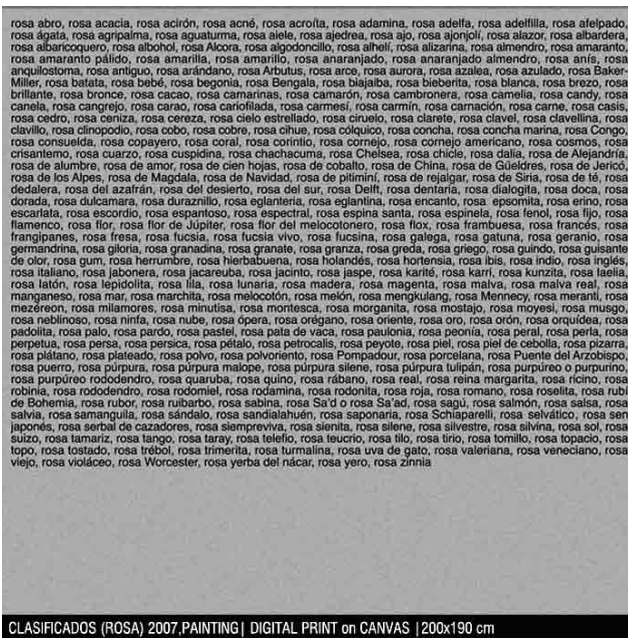 rosa abro, rosa acacia, rosa acirón, rosa acné, rosa acroíta, rosa adamina, rosa adelfa, rosa adelfilla, rosa afelpado,
rosa ágata, rosa agripalma, rosa aguaturma, rosa aiele, rosa ajedrea, rosa ajo, rosa ajonjolí, rosa alazor, rosa albardera,
rosa albaricoquero, rosa albohol, rosa Alcora, rosa algodoncillo, rosa alhelí, rosa alizarina, rosa almendro, rosa amaranto,
rosa amaranto pálido, rosa amarilla, rosa amarillo, rosa anaranjado, rosa anaranjado almendro, rosa anís, rosa
anquilostoma, rosa antiguo, rosa arándano, rosa Arbutus, rosa arce, rosa aurora, rosa azalea, rosa azulado, rosa Baker-
Miller, rosa batata, rosa bebé, rosa begonia, rosa Bengala, rosa biajaiba, rosa bieberita, rosa blanca, rosa brezo, rosa
brillante, rosa bronce, rosa cacao, rosa camarinas, rosa camarón, rosa cambronera, rosa camelia, rosa candy, rosa
canela, rosa cangrejo, rosa carao, rosa cariofilada, rosa carmesí, rosa carmín, rosa carnación, rosa carne, rosa casis,
rosa cedro, rosa ceniza, rosa cereza, rosa cielo estrellado, rosa ciruelo, rosa clarete, rosa clavel, rosa clavellina, rosa
clavillo, rosa clinopodio, rosa cobo, rosa cobre, rosa cihue, rosa cólquico, rosa concha, rosa concha marina, rosa Congo,
rosa consuelda, rosa copayero, rosa coral, rosa corintio, rosa cornejo, rosa cornejo americano, rosa cosmos, rosa
crisantemo, rosa cuarzo, rosa cuspidina, rosa chachacuma, rosa Chelsea, rosa chicle, rosa dalia, rosa de Alejandría,
rosa de alumbre, rosa de amor, rosa de cien hojas, rosa de cobalto, rosa de China, rosa de Güeldres, rosa de Jericó,
rosa de los Alpes, rosa de Magdala, rosa de Navidad, rosa de pitiminí, rosa de rejalgar, rosa de Siria, rosa de té, rosa
dedalera, rosa del azafrán, rosa del desierto, rosa del sur, rosa Delft, rosa dentaria, rosa dialogita, rosa doca, rosa
dorada, rosa dulcamara, rosa duraznillo, rosa eglanteria, rosa eglantina, rosa encanto, rosa epsomita, rosa erino, rosa
escarlata, rosa escordio, rosa espantoso, rosa espectral, rosa espina santa, rosa espinela, rosa fenol, rosa fijo, rosa
flamenco, rosa flor, rosa flor de Júpiter, rosa flor del melocotonero, rosa flox, rosa frambuesa, rosa francés, rosa
frangipanes, rosa fresa, rosa fucsia, rosa fucsia vivo, rosa fucsina, rosa galega, rosa gatuna, rosa geranio, rosa
germandrina, rosa giloria, rosa granadina, rosa granate, rosa granza, rosa greda, rosa griego, rosa guindo, rosa guisante
de olor, rosa gum, rosa herrumbre, rosa hierbabuena, rosa holandés, rosa hortensia, rosa ibis, rosa indio, rosa inglés,
rosa italiano, rosa jabonera, rosa jacareuba, rosa jacinto, rosa jaspe, rosa karité, rosa karri, rosa kunzita, rosa laelia,
rosa latón, rosa lepidolita, rosa lila, rosa lunaria, rosa madera, rosa magenta, rosa malva, rosa malva real, rosa
manganeso, rosa mar, rosa marchita, rosa melocotón, rosa melón, rosa mengkulang, rosa Mennecy, rosa meranti, rosa
mezéreon, rosa milamores, rosa minutisa, rosa montesca, rosa morganita, rosa mostajo, rosa moyesi, rosa musgo,
rosa neblinoso, rosa ninfa, rosa nube, rosa ópera, rosa orégano, rosa oriente, rosa oro, rosa orón, rosa orquídea, rosa
padolita, rosa palo, rosa pardo, rosa pastel, rosa pata de vaca, rosa paulonia, rosa peonía, rosa peral, rosa perla, rosa
perpetua, rosa persa, rosa persica, rosa pétalo, rosa petrocalis, rosa peyote, rosa piel, rosa piel de cebolla, rosa pizarra,
rosa plátano, rosa plateado, rosa polvo, rosa polvoriento, rosa Pompadour, rosa porcelana, rosa Puente del Arzobispo,
rosa puerro, rosa púrpura, rosa púrpura malope, rosa púrpura silene, rosa púrpura tulipán, rosa purpúreo o purpurino,
rosa purpúreo rododendro, rosa quaruba, rosa quino, rosa rábano, rosa real, rosa reina margarita, rosa ricino, rosa
robinia, rosa rododendro, rosa rodomiel, rosa rodamina, rosa rodonita, rosa roja, rosa romano, rosa roselita, rosa rubí
de Bohemia, rosa rubor, rosa ruibarbo, rosa sabina, rosa Sa'd o rosa Sa'ad, rosa sagú, rosa salmón, rosa salsa, rosa
salvia, rosa samanguila, rosa sándalo, rosa sandialahuén, rosa saponaria, rosa Schiaparelli, rosa selvático, rosa sen
japonés, rosa serbal de cazadores, rosa siempreviva, rosa sienita, rosa silene, rosa silvestre, rosa silvina, rosa sol, rosa
suizo, rosa tamariz, rosa tango, rosa taray, rosa telefio, rosa teucrio, rosa tilo, rosa tirio, rosa tomillo, rosa topacio, rosa
topo, rosa tostado, rosa trébol, rosa trimerita, rosa turmalina, rosa uva de gato, rosa valeriana, rosa veneciano, rosa
viejo, rosa violáceo, rosa Worcester, rosa yerba del nácar, rosa yero, rosa zinnia
CLASIFICADOS (ROSA) 2007,PAINTING| DIGITAL PRINT on CANVAS |200x190 cm